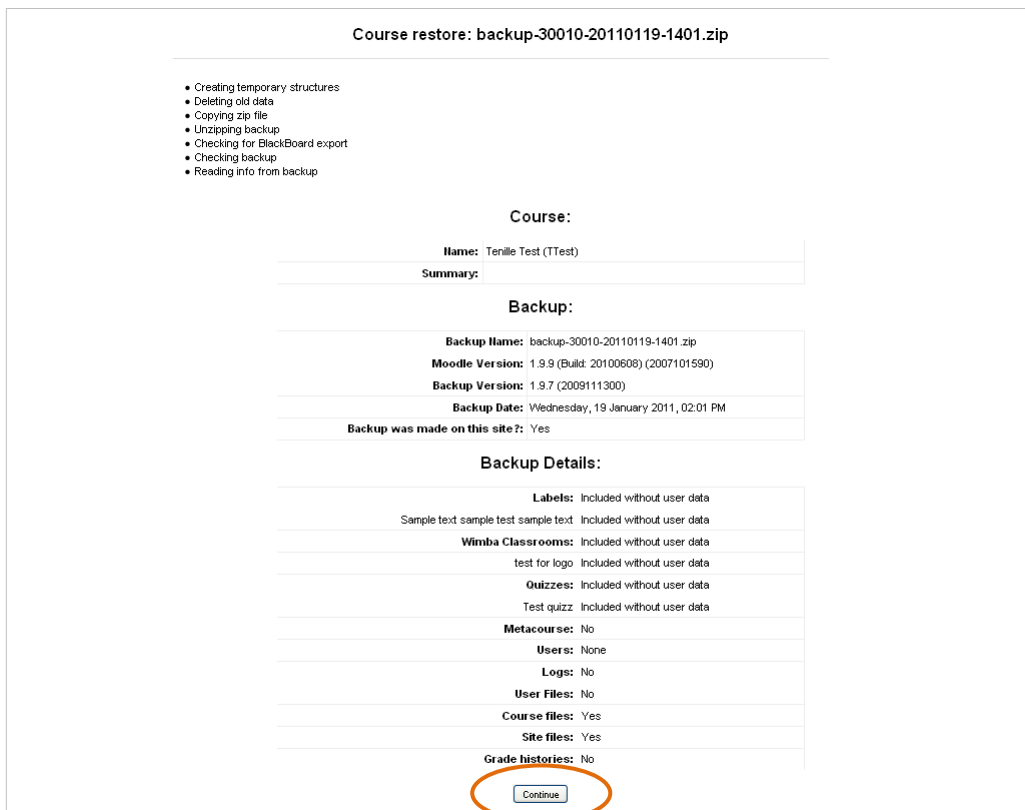 Course restore: backup-30010-20110119-1401.zip
• Creating temporary structures
• Deleting old data
• Copying zip file
• Unzipping backup
• Checking for BlackBoard export
• Checking backup
• Reading info from backup
Course:
Name: Tenille Test (TTest)
Summary:
Backup:
Backup Name: backup-30010-20110119-1401.zip
Moodle Version: 1.9.9 (Build: 20100608) (2007101590)
Backup Version: 1.9.7 (2009111300)
Backup Date: Wednesday, 19 January 2011, 02:01 PM
Backup was made on this site?: Yes
Backup Details:
Labels: Included without user data
Sample text sample test sample text Included without user data
Wimba Classrooms: Included without user data
test for logo Included without user data
Quizzes: Included without user data
Test quizz Included without user data
Metacourse: No
Users: None
Logs: No
User Files: No
Course files: Yes
Site files: Yes
Grade histories: No
Continue